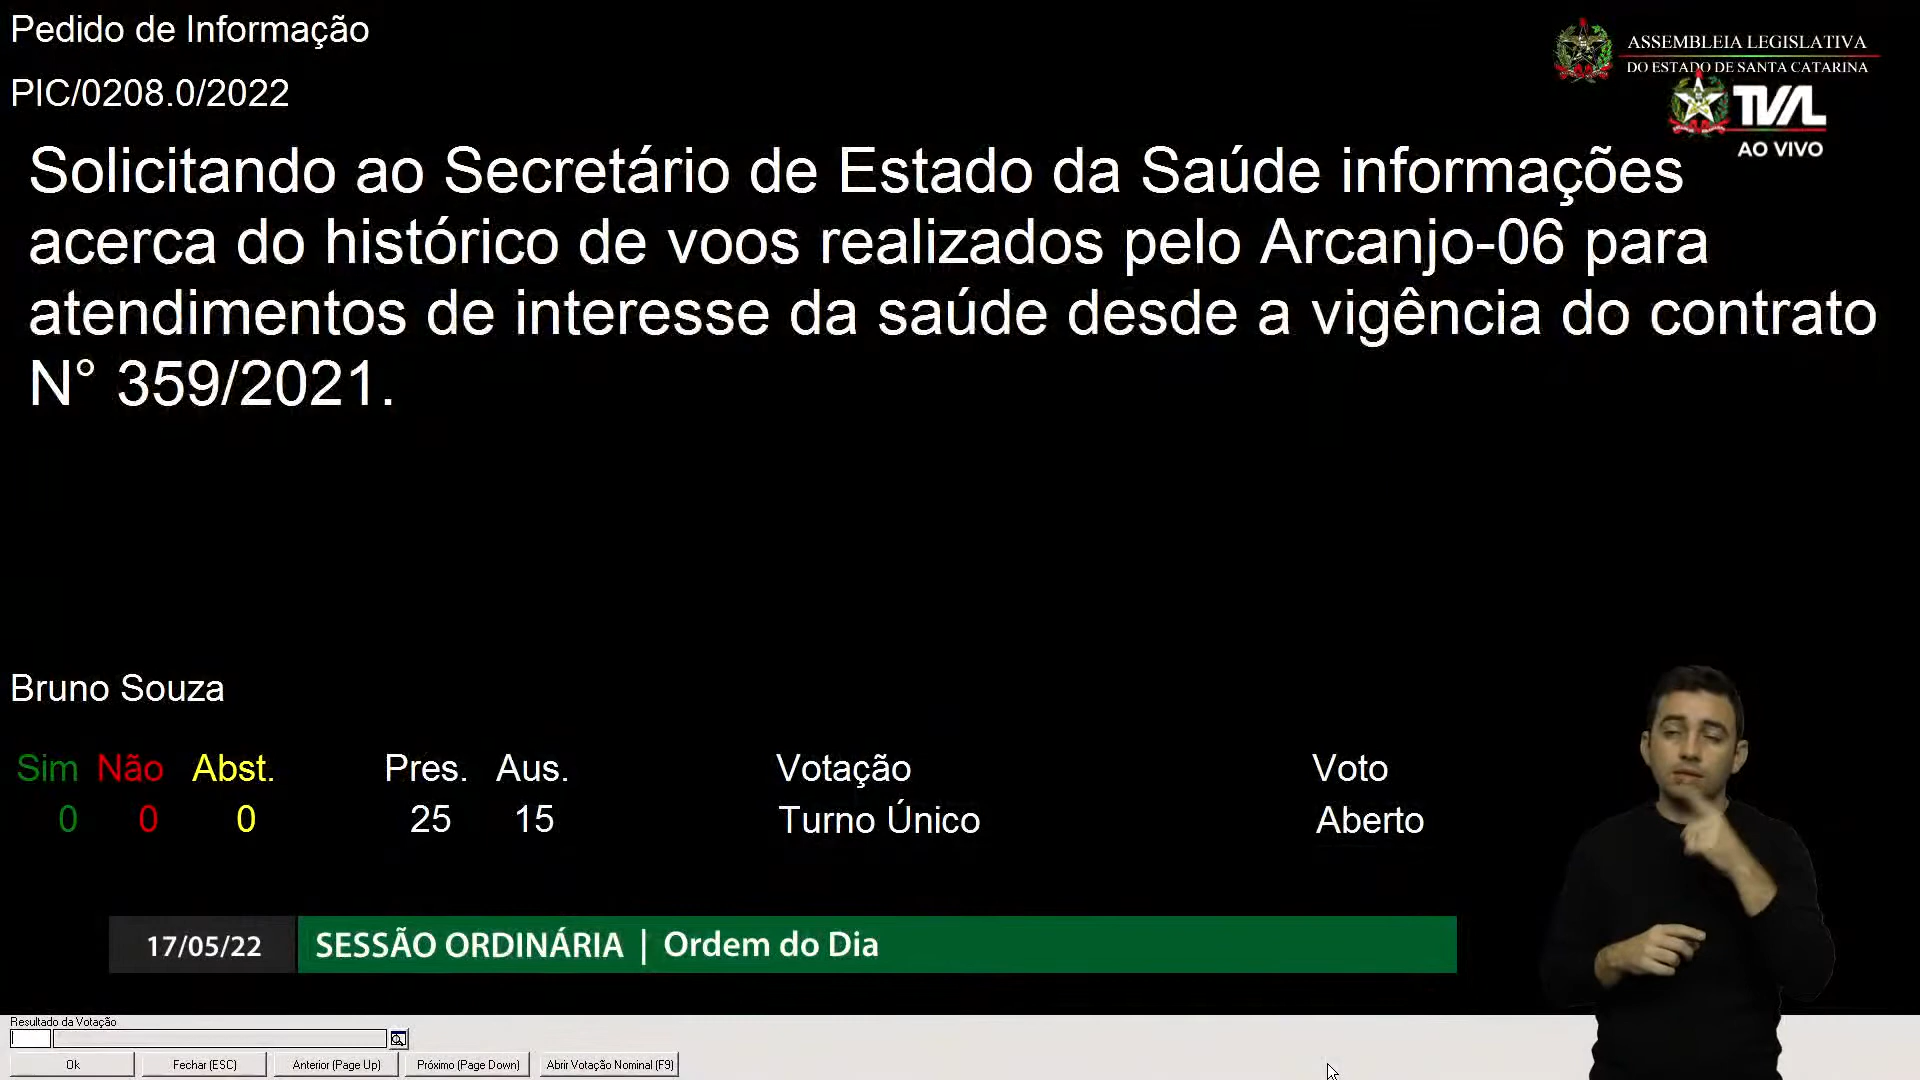 Pedido de Informação
PIC/0208.0/2022
ASSEMBLEIA LEGISLATIVA
DO ESTADO DE SANTA CATARINA
TVAL
AO VIVO
Solicitando ao Secretário de Estado da Saúde informações
acerca do histórico de voos realizados pelo Arcanjo-06 para
atendimentos de interesse da saúde desde a vigência do contrato
N° 359/2021.
Bruno Souza
Sim Não Abst. Pres. Aus. Votação Voto
0 0 0 25 15 Turno Único Aberto
17/05/22 SESSÃO ORDINÁRIA | Ordem do Dia
Resultado da Votação
Ok Fechar (ESC) Anterior (Page Up) Próximo (Page Down) Abrir Votação Nominal (F9)